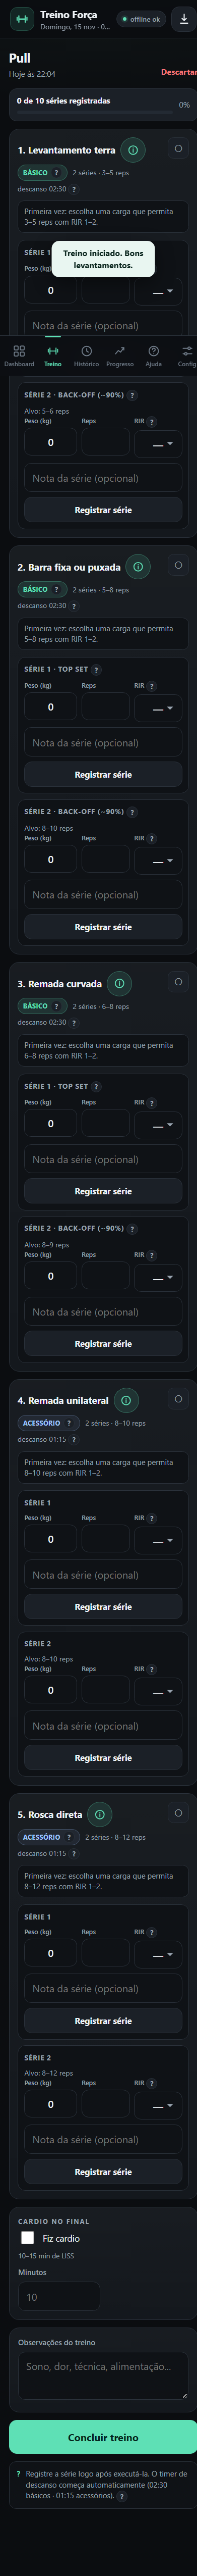 Treino Força
Domingo, 15 nov · 0...
offline ok
Pull
Hoje às 22:04
Descartar
0 de 10 séries registradas
0%
1. Levantamento terra
BÁSICO ? 2 séries · 3–5 reps
descanso 02:30 ?
Primeira vez: escolha uma carga que permita
3–5 reps com RIR 1–2.
SÉRIE 1
Treino iniciado. Bons
levantamentos.
Peso (kg)
0
—
Nota da série (opcional)
Dashboard
Treino
Histórico
Progresso
Ajuda
Config
SÉRIE 2 · BACK-OFF (−90%) ?
Alvo: 5–6 reps
Peso (kg) Reps RIR ?
0 —
Nota da série (opcional)
Registrar série
2. Barra fixa ou puxada
BÁSICO ? 2 séries · 5–8 reps
descanso 02:30 ?
Primeira vez: escolha uma carga que permita
5–8 reps com RIR 1–2.
SÉRIE 1 · TOP SET ?
Peso (kg) Reps RIR ?
0 —
Nota da série (opcional)
Registrar série
SÉRIE 2 · BACK-OFF (−90%) ?
Alvo: 8–10 reps
Peso (kg) Reps RIR ?
0 —
Nota da série (opcional)
Registrar série
3. Remada curvada
BÁSICO ? 2 séries · 6–8 reps
descanso 02:30 ?
Primeira vez: escolha uma carga que permita
6–8 reps com RIR 1–2.
SÉRIE 1 · TOP SET ?
Peso (kg) Reps RIR ?
0 —
Nota da série (opcional)
Registrar série
SÉRIE 2 · BACK-OFF (−90%) ?
Alvo: 8–9 reps
Peso (kg) Reps RIR ?
0 —
Nota da série (opcional)
Registrar série
4. Remada unilateral
ACESSÓRIO ? 2 séries · 8–10 reps
descanso 01:15 ?
Primeira vez: escolha uma carga que permita
8–10 reps com RIR 1–2.
SÉRIE 1
Peso (kg) Reps RIR ?
0 —
Nota da série (opcional)
Registrar série
SÉRIE 2
Alvo: 8–10 reps
Peso (kg) Reps RIR ?
0 —
Nota da série (opcional)
Registrar série
5. Rosca direta
ACESSÓRIO ? 2 séries · 8–12 reps
descanso 01:15 ?
Primeira vez: escolha uma carga que permita
8–12 reps com RIR 1–2.
SÉRIE 1
Peso (kg) Reps RIR ?
0 —
Nota da série (opcional)
Registrar série
SÉRIE 2
Alvo: 8–12 reps
Peso (kg) Reps RIR ?
0 —
Nota da série (opcional)
Registrar série
CARDIO NO FINAL
Fiz cardio
10–15 min de LISS
Minutos
10
Observações do treino
Sono, dor, técnica, alimentação...
Concluir treino
? Registre a série logo após executá-la. O timer de
descanso começa automaticamente (02:30
básicos · 01:15 acessórios). ?